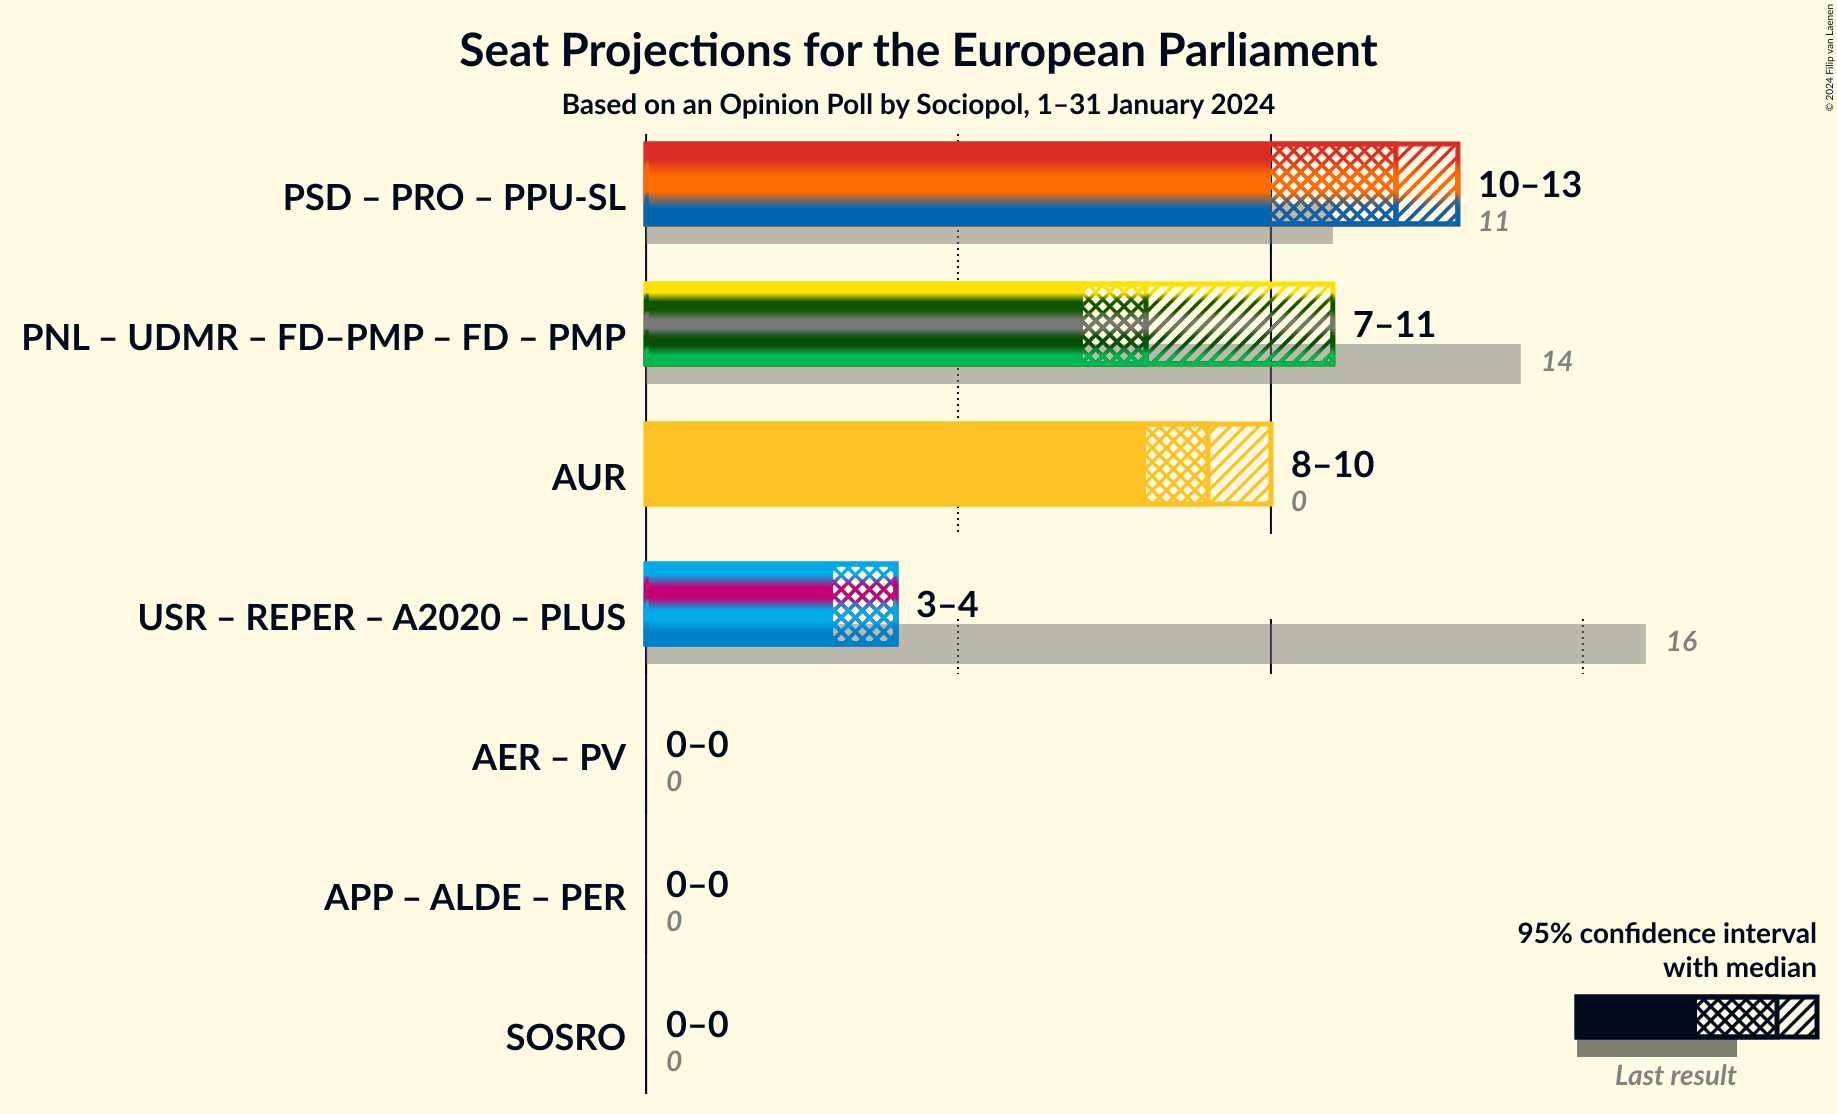 Seat Projections for the European Parliament
Based on an Opinion Poll by Sociopol, 1–31 January 2024
© 2024 Filip van Laenen
PSD – PRO – PPU-SL
10–13
11
PNL – UDMR – FD–PMP – FD – PMP
7–11
14
AUR
8–10
0
USR – REPER – A2020 – PLUS
3–4
16
AER – PV
0–0
0
APP – ALDE – PER
0–0
0
SOSRO
0–0
0
95% confidence interval
with median
Last result